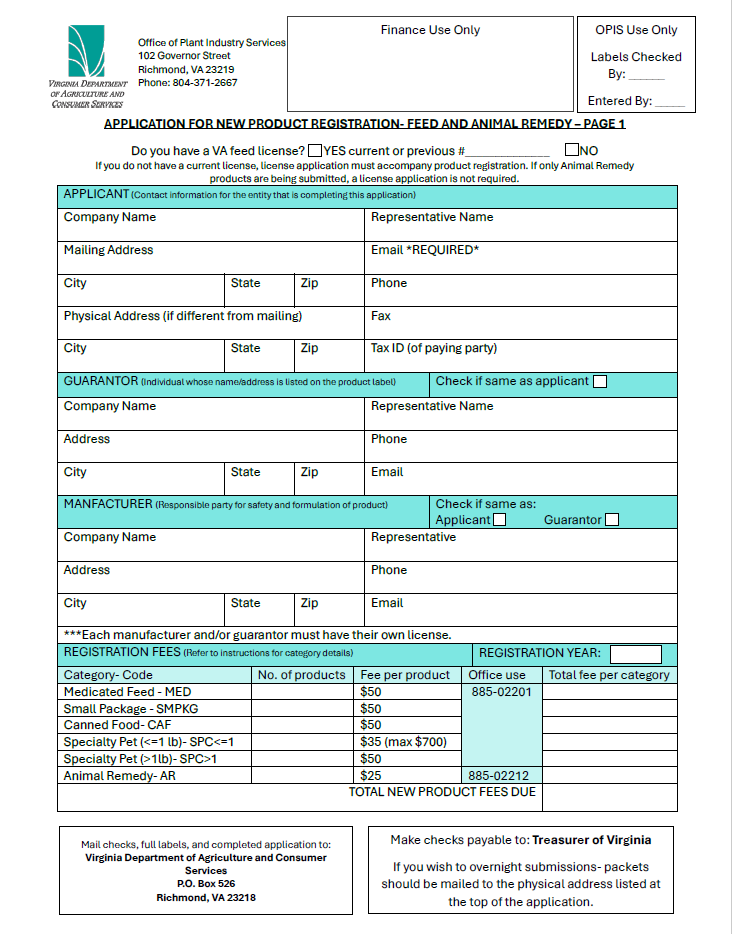 VIRGINIA DEPARTMENT
OF AGRICULTURE AND
CONSUMER SERVICES
Office of Plant Industry Services
102 Governor Street
Richmond, VA 23219
Phone: 804-371-2667
Finance Use Only
OPIS Use Only
Labels Checked
By: ______
Entered By: _____
APPLICATION FOR NEW PRODUCT REGISTRATION- FEED AND ANIMAL REMEDY – PAGE 1
Do you have a VA feed license? ☐YES current or previous #____________ ☐NO
If you do not have a current license, license application must accompany product registration. If only Animal Remedy
products are being submitted, a license application is not required.
APPLICANT (Contact information for the entity that is completing this application)
Company Name Representative Name
Mailing Address Email *REQUIRED*
City State Zip Phone
Physical Address (if different from mailing) Fax
City State Zip Tax ID (of paying party)
GUARANTOR (Individual whose name/address is listed on the product label) Check if same as applicant ☐
Company Name Representative Name
Address Phone
City State Zip Email
MANFACTURER (Responsible party for safety and formulation of product) Check if same as:
Applicant ☐ Guarantor ☐
Company Name Representative
Address Phone
City State Zip Email
***Each manufacturer and/or guarantor must have their own license.
REGISTRATION FEES (Refer to instructions for category details) REGISTRATION YEAR:
Category- Code No. of products Fee per product Office use Total fee per category
Medicated Feed - MED $50 885-02201
Small Package - SMPKG $50
Canned Food- CAF $50
Specialty Pet (<=1 lb)- SPC<=1 $35 (max $700)
Specialty Pet (>1lb)- SPC>1 $50
Animal Remedy- AR $25 885-02212
TOTAL NEW PRODUCT FEES DUE
Mail checks, full labels, and completed application to:
Virginia Department of Agriculture and Consumer
Services
P.O. Box 526
Richmond, VA 23218
Make checks payable to: Treasurer of Virginia
If you wish to overnight submissions- packets
should be mailed to the physical address listed at
the top of the application.